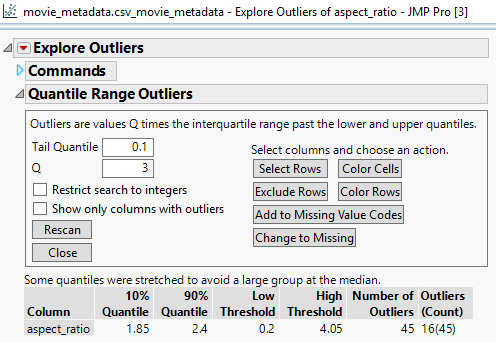 movie_metadata.csv_movie_metadata - Explore Outliers of aspect_ratio - JMP Pro [3]
Explore Outliers
Commands
Quantile Range Outliers
Outliers are values Q times the interquartile range past the lower and upper quantiles.
Tail Quantile 0.1
Q 3
Restrict search to integers
Show only columns with outliers
Rescan
Close
Select columns and choose an action.
Select Rows Color Cells
Exclude Rows Color Rows
Add to Missing Value Codes
Change to Missing
Some quantiles were stretched to avoid a large group at the median.
10% 90% Low High Number of Outliers
Column Quantile Quantile Threshold Threshold Outliers (Count)
aspect_ratio 1.85 2.4 0.2 4.05 45 16(45)